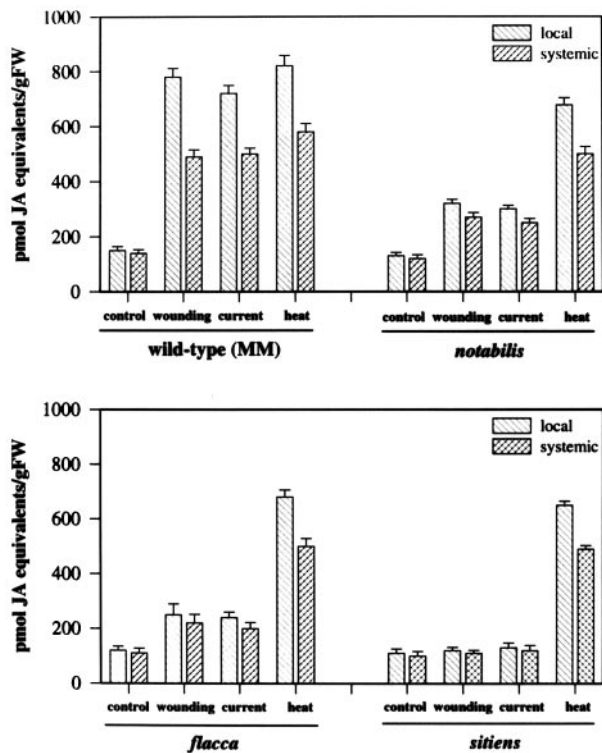 1000
800
600
400
200
0
pmol JA equivalents/gFW
local
systemic
control wounding current heat control wounding current heat
wild-type (MM) notabilis
1000
800
600
400
200
0
pmol JA equivalents/gFW
local
systemic
control wounding current heat control wounding current heat
flacca sitiens